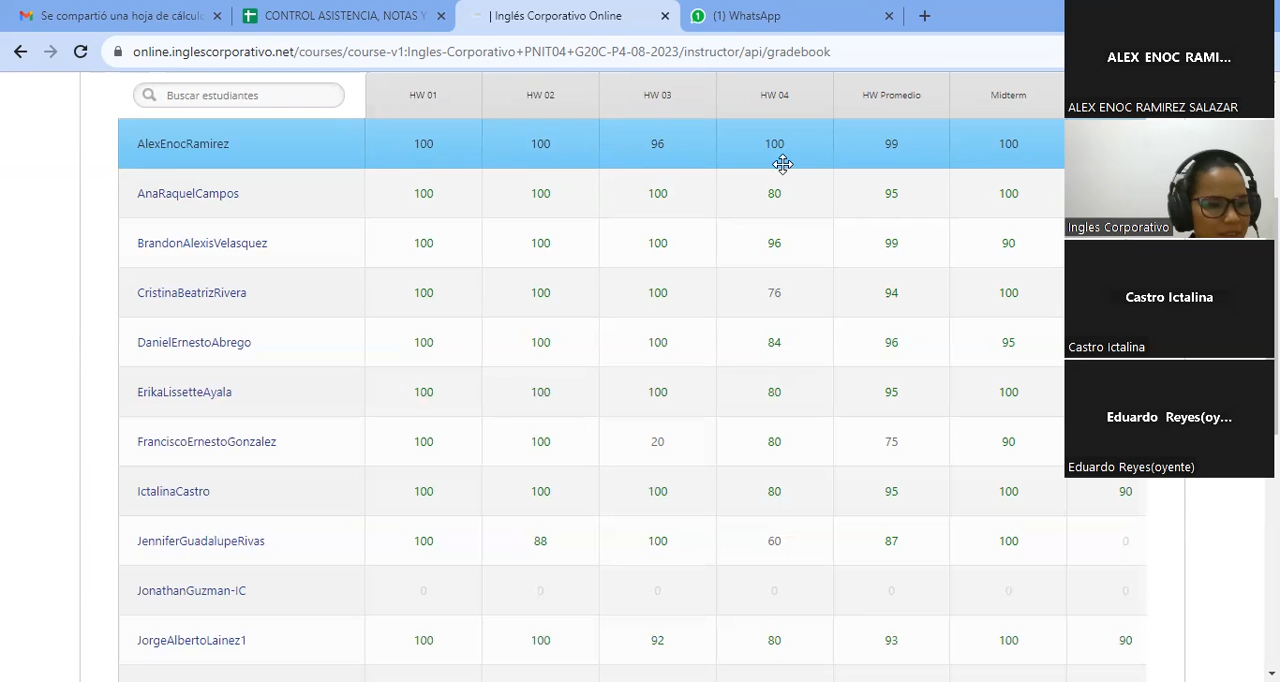 Se compartió una hoja de cálcu
CONTROL ASISTENCIA, NOTAS Y
| Inglés Corporativo Online
(1) WhatsApp
online.inglescorporativo.net/courses/course-v1:Ingles-Corporativo+PNIT04+G20C-P4-08-2023/instructor/api/gradebook
Buscar estudiantes HW 01 HW 02 HW 03 HW 04 HW Promedio Midterm
AlexEnocRamirez 100 100 96 100 99 100
AnaRaquelCampos 100 100 100 80 95 100
BrandonAlexisVelasquez 100 100 100 96 99 90
CristinaBeatrizRivera 100 100 100 76 94 100
DanielErnestoAbrego 100 100 100 84 96 95
ErikaLissetteAyala 100 100 100 80 95 100
FranciscoErnestoGonzalez 100 100 20 80 75 90
IctalinaCastro 100 100 100 80 95 100 90
JenniferGuadalupeRivas 100 88 100 60 87 100 0
JonathanGuzman-IC 0 0 0 0 0 0 0
JorgeAlbertoLainez1 100 100 92 80 93 100 90
ALEX ENOC RAMI...
ALEX ENOC RAMIREZ SALAZAR
Ingles Corporativo
Castro Ictalina
Castro Ictalina
Eduardo Reyes(oy...
Eduardo Reyes(oyente)